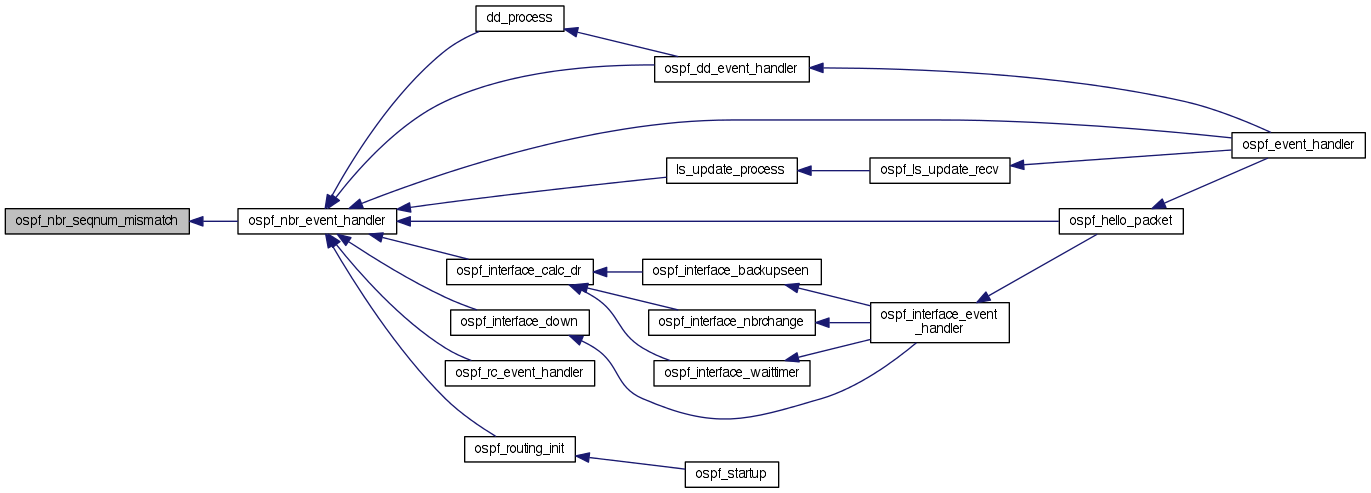 dd_process
ospf_dd_event_handler
ospf_event_handler
ls_update_process
ospf_ls_update_recv
ospf_nbr_seqnum_mismatch
ospf_nbr_event_handler
ospf_hello_packet
ospf_interface_calc_dr
ospf_interface_backupseen
ospf_interface_event
_handler
ospf_interface_down
ospf_interface_nbrchange
ospf_rc_event_handler
ospf_interface_waittimer
ospf_routing_init
ospf_startup